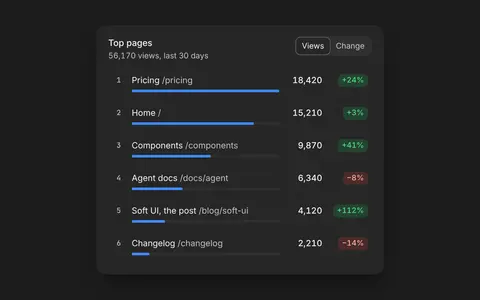 Top pages
56,170 views, last 30 days
Views Change
1 Pricing /pricing 18,420 +24%
2 Home / 15,210 +3%
3 Components /components 9,870 +41%
4 Agent docs /docs/agent 6,340 −8%
5 Soft UI, the post /blog/soft-ui 4,120 +112%
6 Changelog /changelog 2,210 −14%